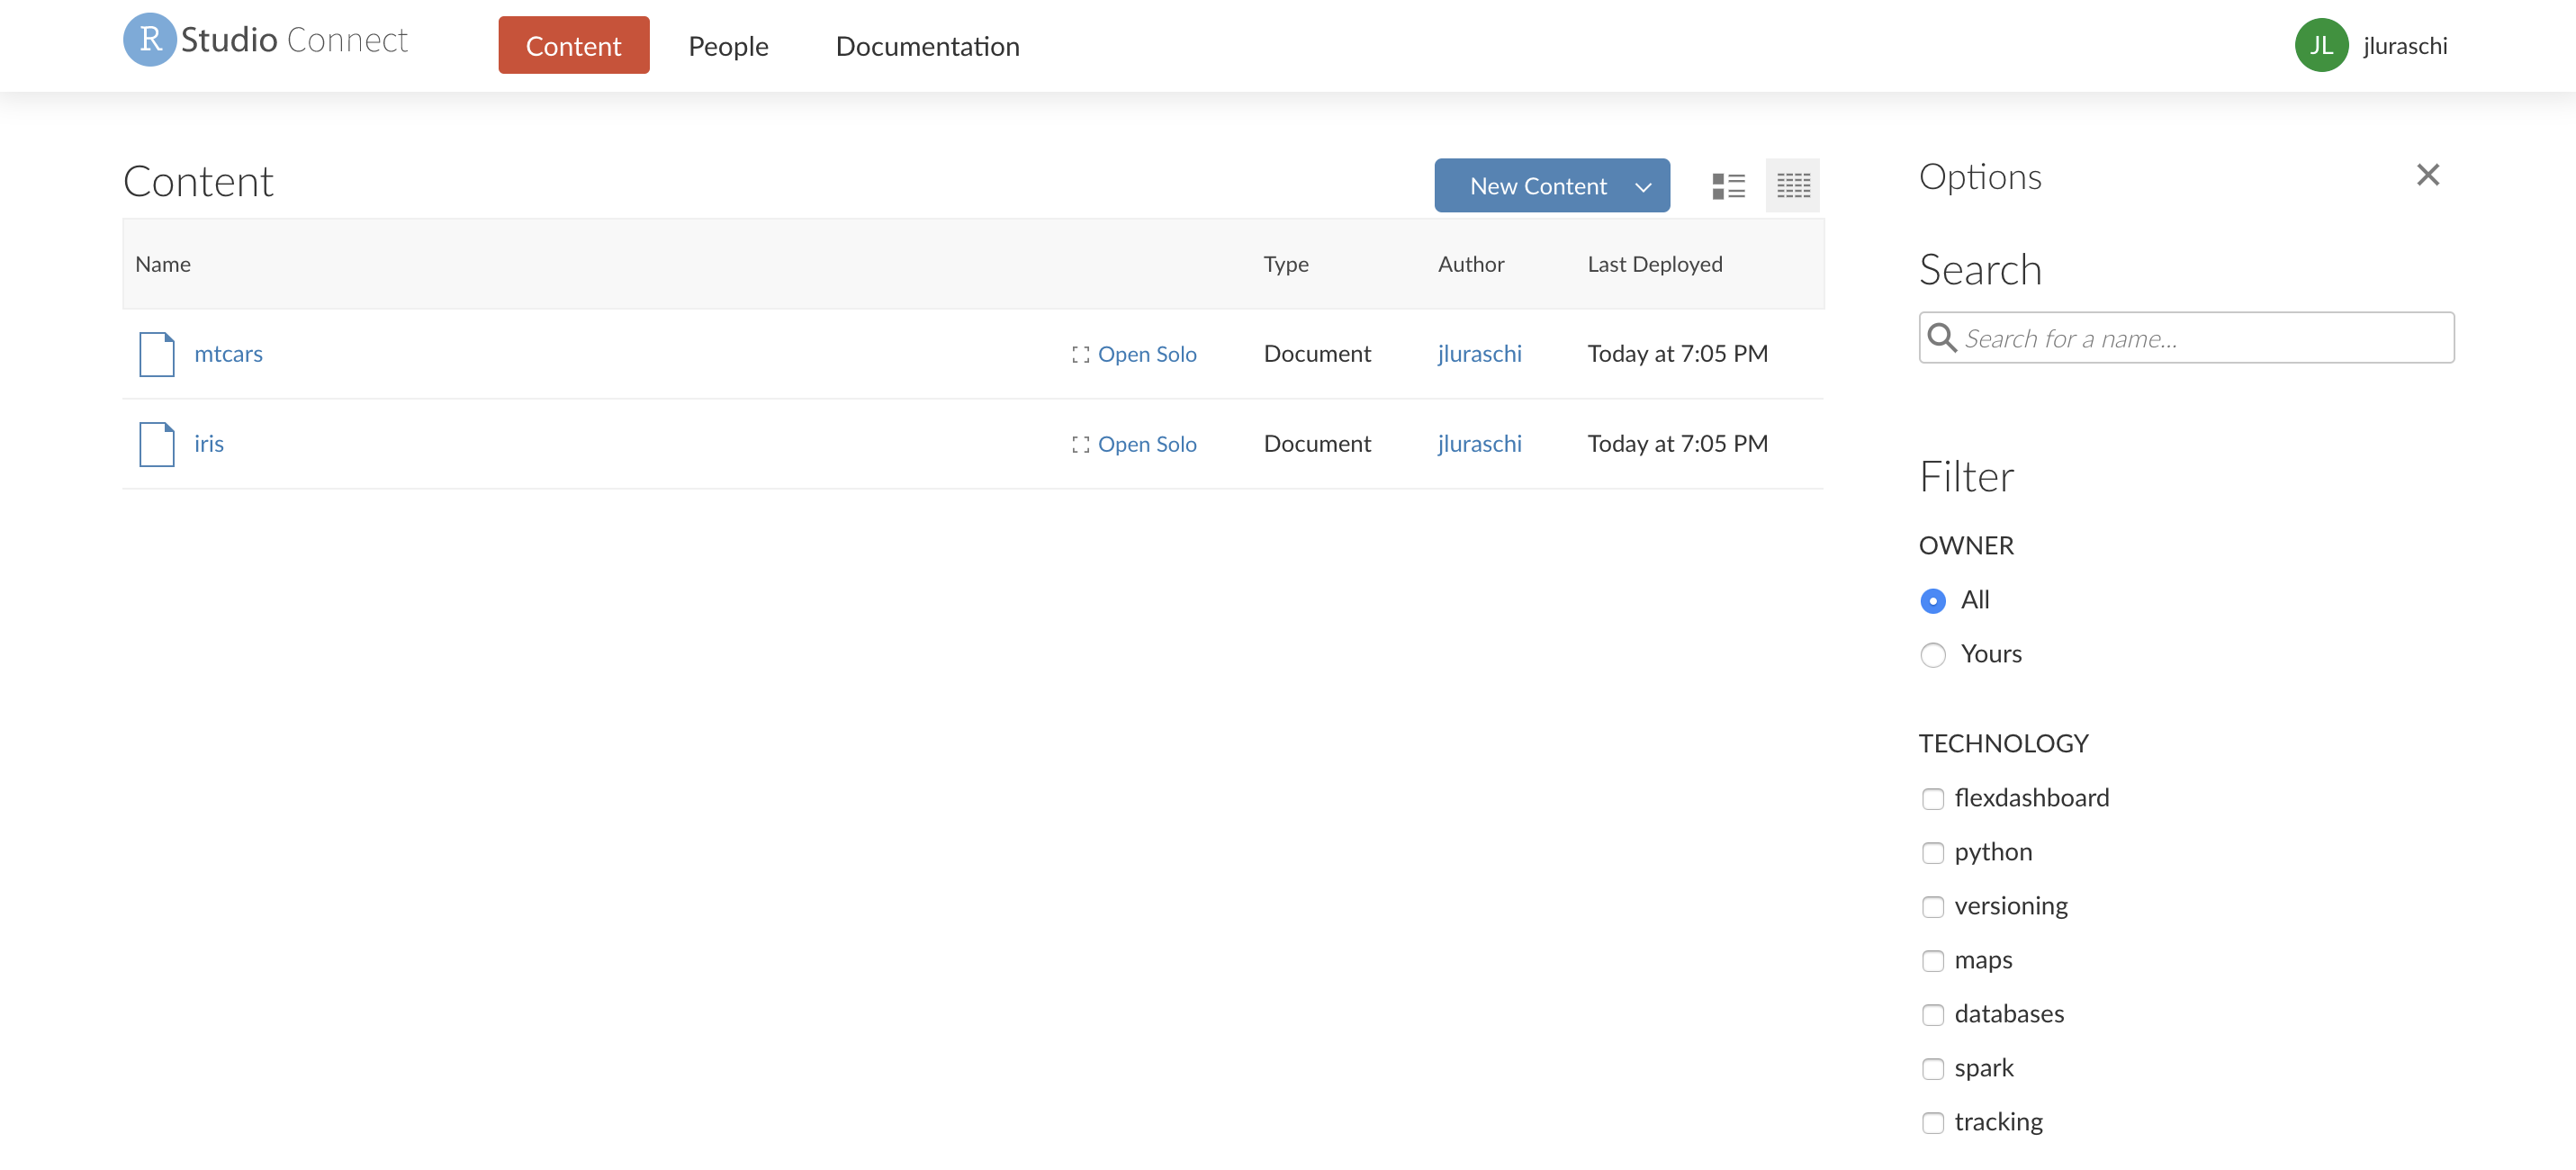 R Studio Connect
Content People Documentation
JL jluraschi
Content
New Content
Name Type Author Last Deployed
mtcars Open Solo Document jluraschi Today at 7:05 PM
iris Open Solo Document jluraschi Today at 7:05 PM
Options
Search
Search for a name...
Filter
OWNER
All
Yours
TECHNOLOGY
flexdashboard
python
versioning
maps
databases
spark
tracking